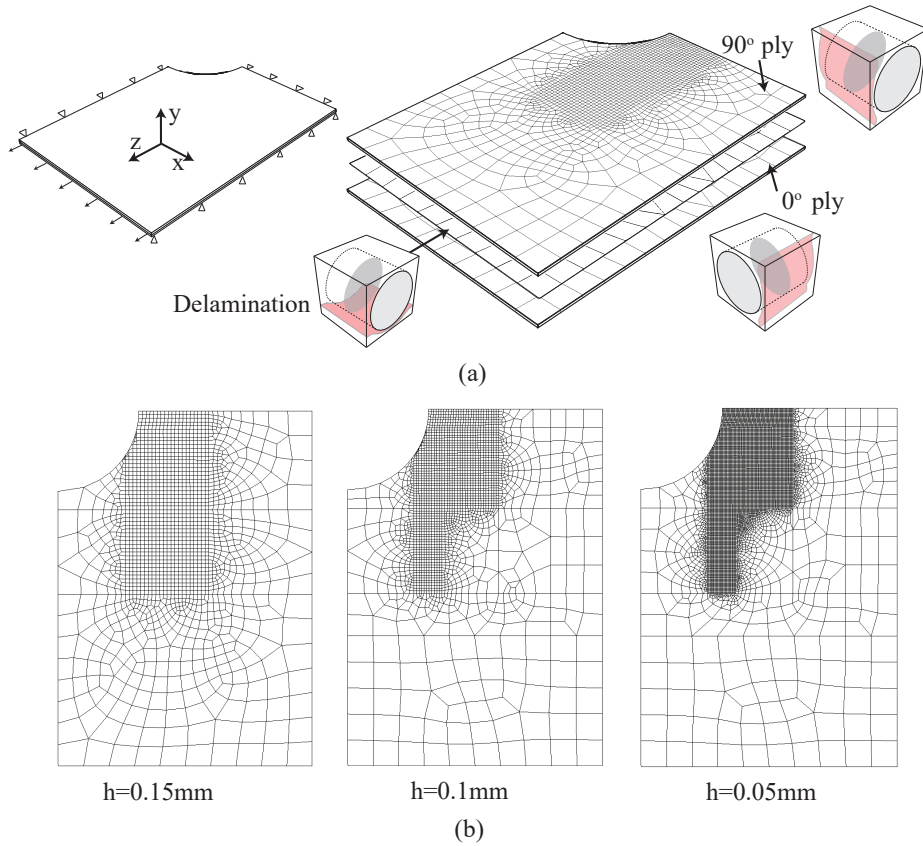 90° ply
y
z
x
0° ply
Delamination
(a)
h=0.15mm
h=0.1mm
h=0.05mm
(b)